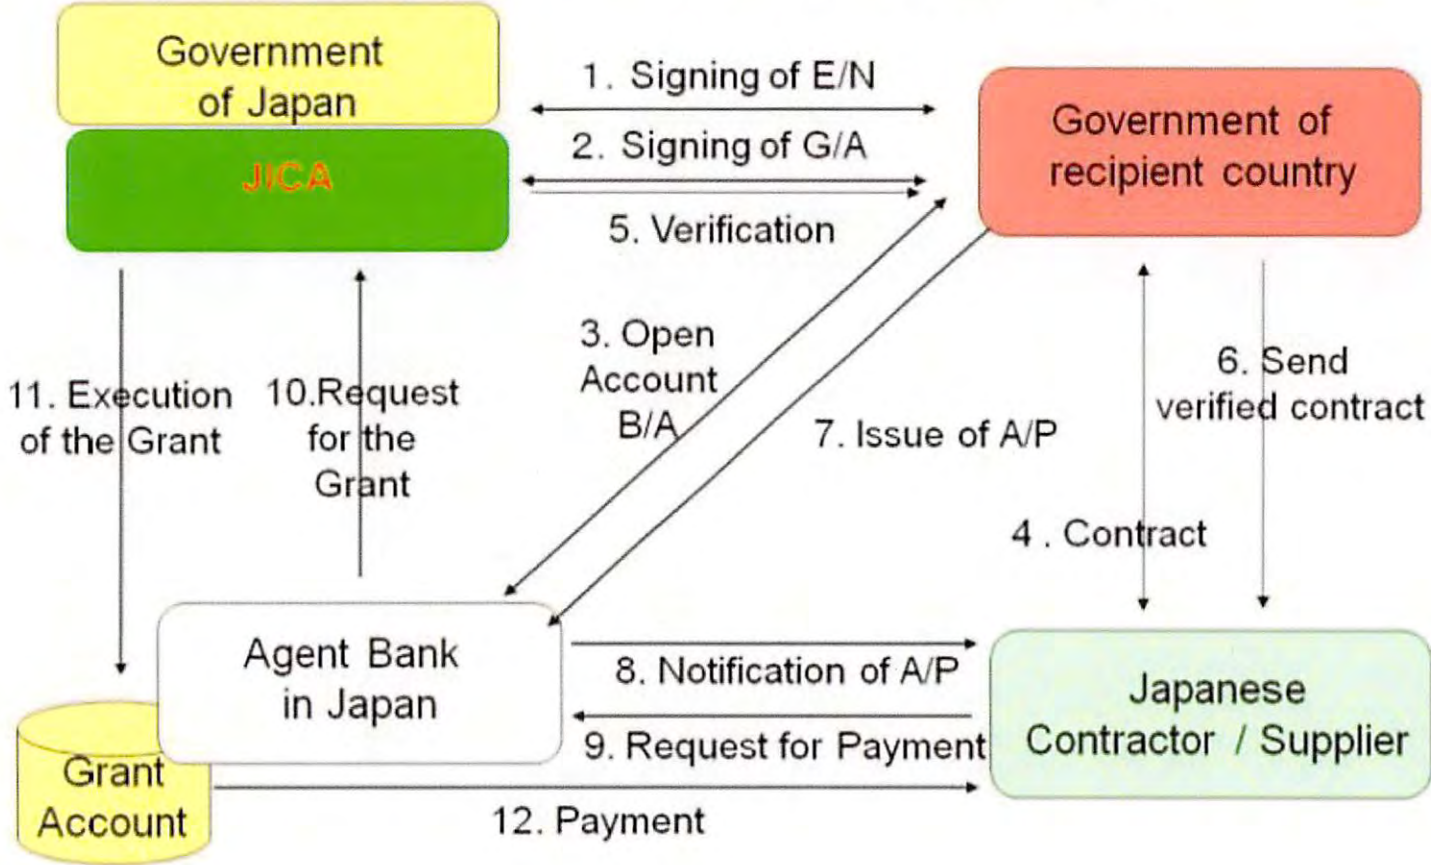 Government
of Japan
JICA
1. Signing of E/N
2. Signing of G/A
5. Verification
Government of
recipient country
3. Open
Account
B/A
7. Issue of A/P
11. Execution
of the Grant
10.Request
for the
Grant
6. Send
verified contract
4 . Contract
Agent Bank
in Japan
Grant
Account
8. Notification of A/P
9. Request for Payment
12. Payment
Japanese
Contractor / Supplier